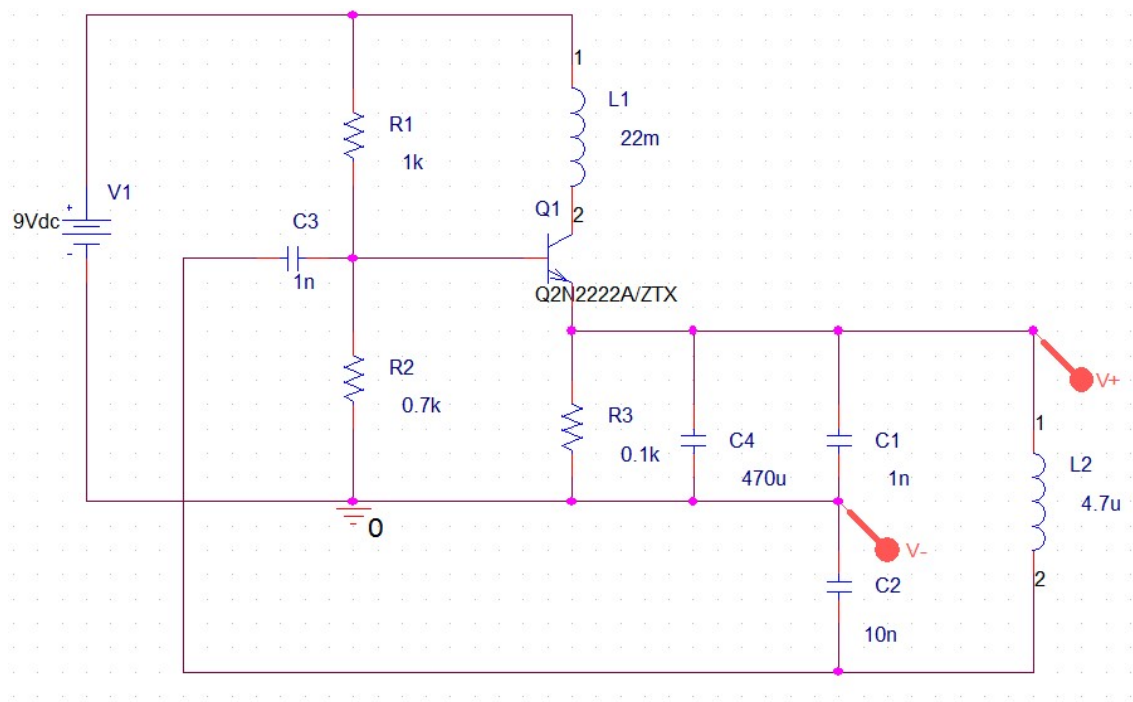 1
L1
22m
R1
1k
V1
+
9Vdc
-
Q1
2
C3
1n
Q2N2222A/ZTX
R2
0.7k
V+
R3
0.1k
C4
470u
C1
1n
1
L2
4.7u
2
0
V-
C2
10n